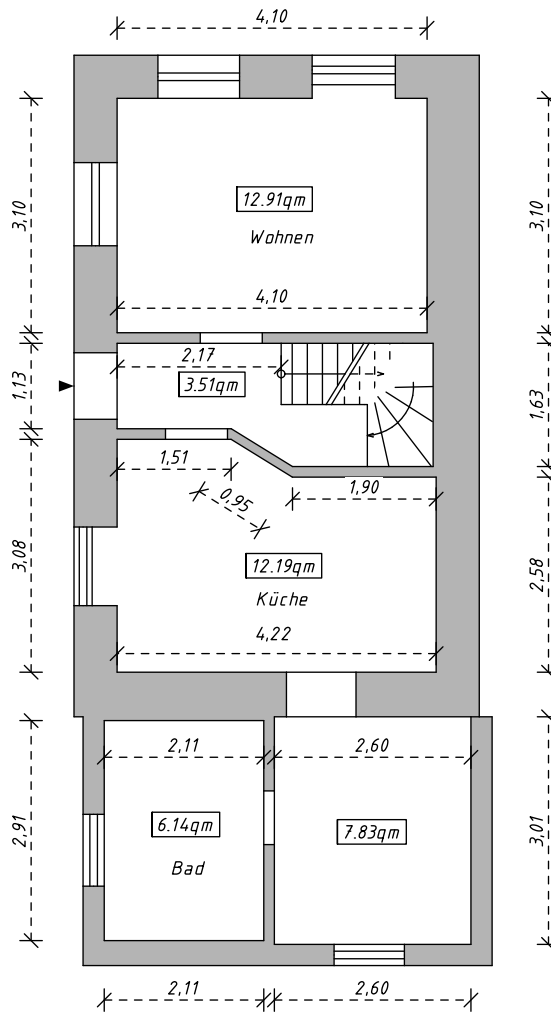 4,10
3,10
3,10
12.91qm
Wohnen
4,10
2,17
3.51qm
1,13
1,63
1,51
0,95
1,90
3,08
12.19qm
Küche
2,58
4,22
2,11
2,60
2,91
6.14qm
7.83qm
3,01
Bad
2,11
2,60